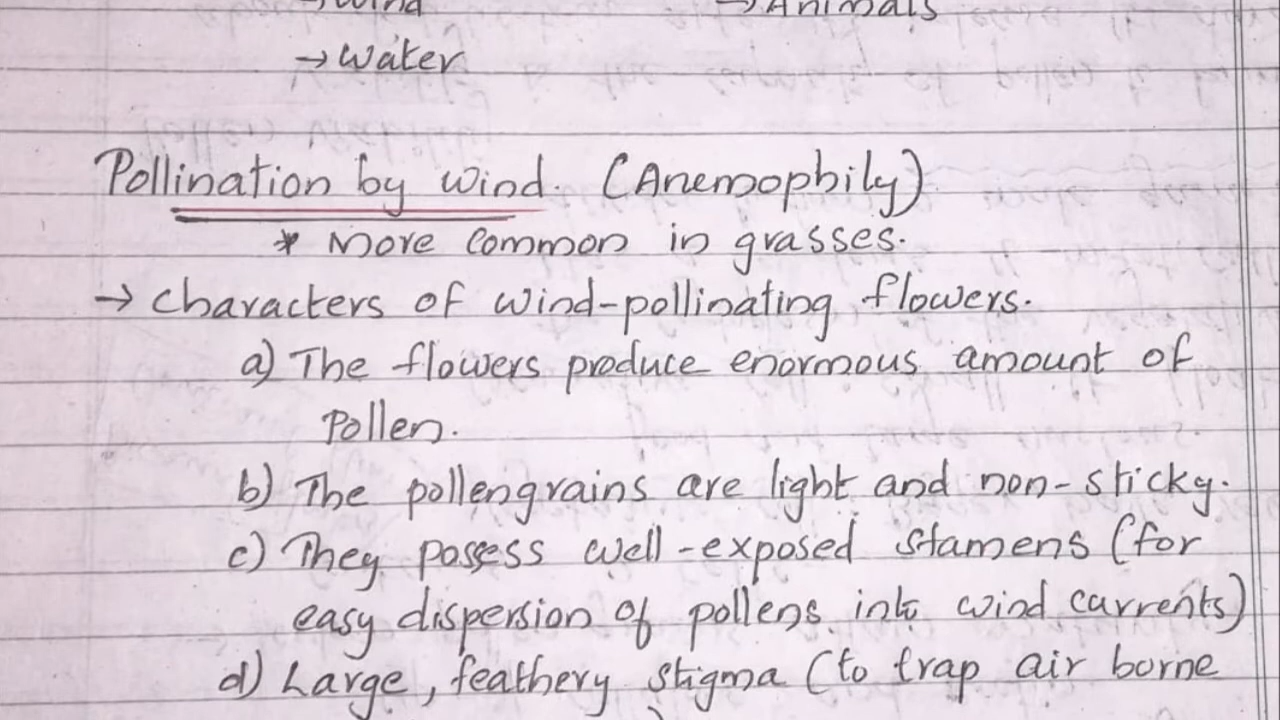 → Wind → Animals
→ Water
Pollination by wind. (Anemophily)
* More common in grasses.
→ Characters of wind-pollinating flowers.
a) The flowers produce enormous amount of
Pollen.
b) The pollengrains are light and non-sticky.
c) They possess well-exposed stamens (for
easy dispersion of pollens into wind currents)
d) Large, feathery stigma (to trap air borne